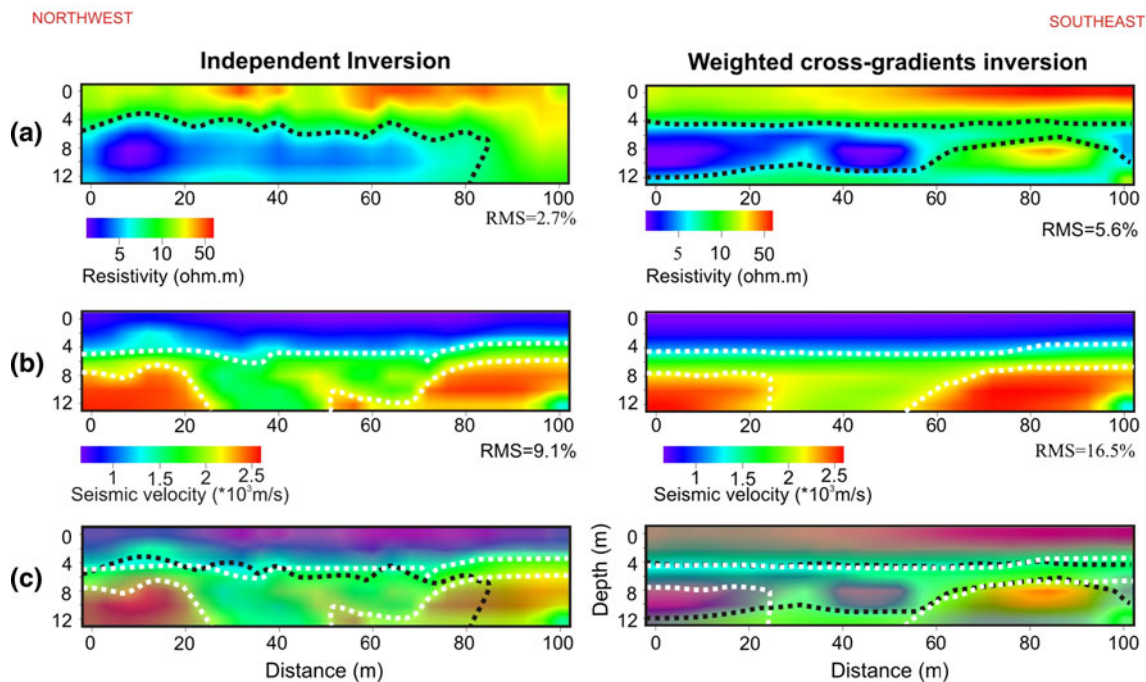 NORTHWEST
SOUTHEAST
Independent Inversion
Weighted cross-gradients inversion
(a)
0
4
8
12
0 20 40 60 80 100
5 10 50
Resistivity (ohm.m)
RMS=2.7%
0
4
8
12
0 20 40 60 80 100
5 10 50
Resistivity (ohm.m)
RMS=5.6%
(b)
0
4
8
12
0 20 40 60 80 100
1 1.5 2 2.5
Seismic velocity (*10³m/s)
RMS=9.1%
0
4
8
12
0 20 40 60 80 100
1 1.5 2 2.5
Seismic velocity (*10³m/s)
RMS=16.5%
(c)
0
4
8
12
0 20 40 60 80 100
Distance (m)
Depth (m)
0
4
8
12
0 20 40 60 80 100
Distance (m)